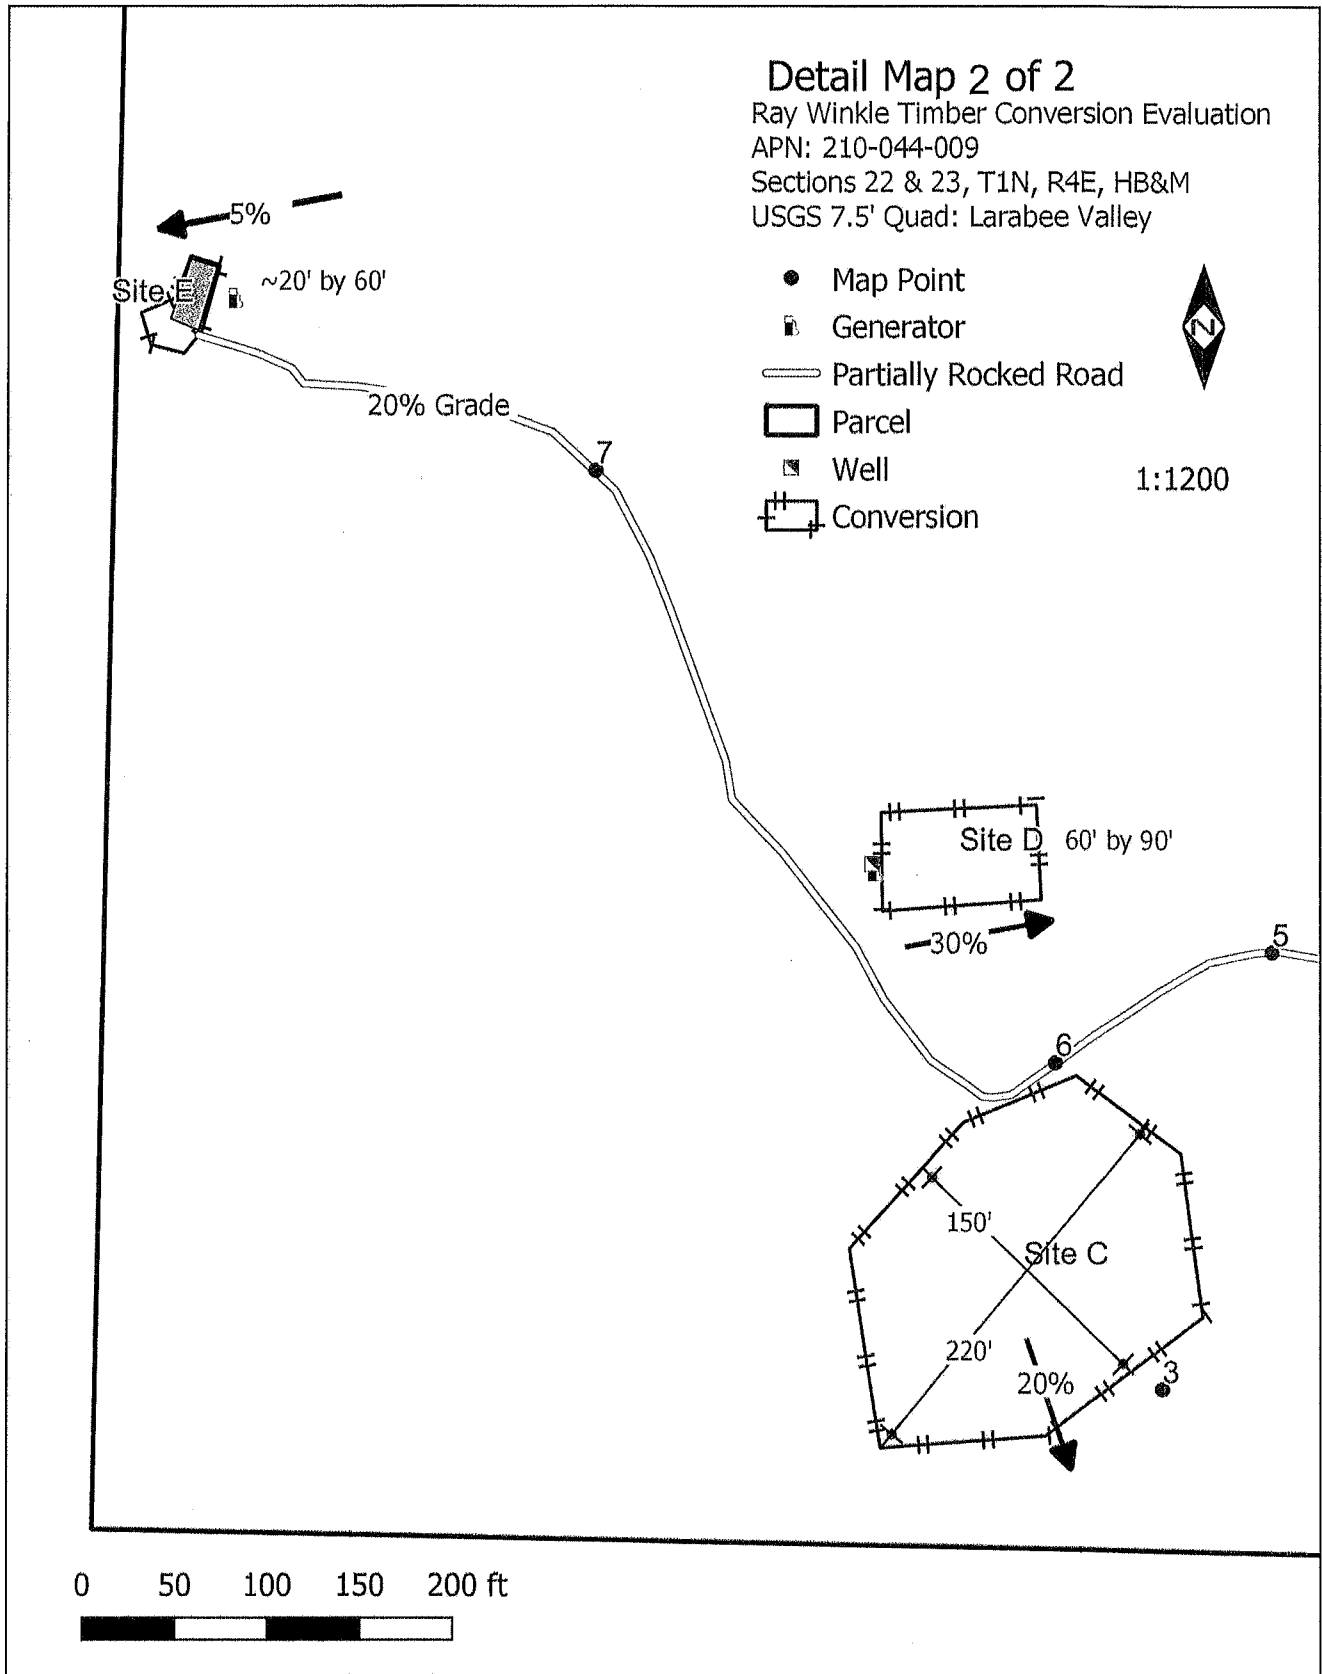 Detail Map 2 of 2
Ray Winkle Timber Conversion Evaluation
APN: 210-044-009
Sections 22 & 23, T1N, R4E, HB&M
USGS 7.5' Quad: Larabee Valley
Map Point
Generator
Partially Rocked Road
Parcel
Well
Conversion
N
1:1200
5%
Site E
~20' by 60'
20% Grade
7
Site D
60' by 90'
30%
5
6
150'
Site C
220'
20%
3
0 50 100 150 200 ft